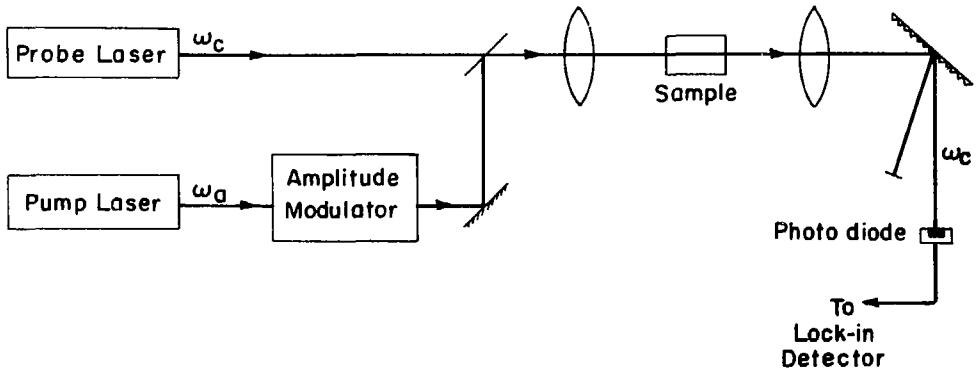 Probe Laser
ωc
Sample
Pump Laser
ωa
Amplitude
Modulator
ωc
Photo diode
To
Lock-in
Detector